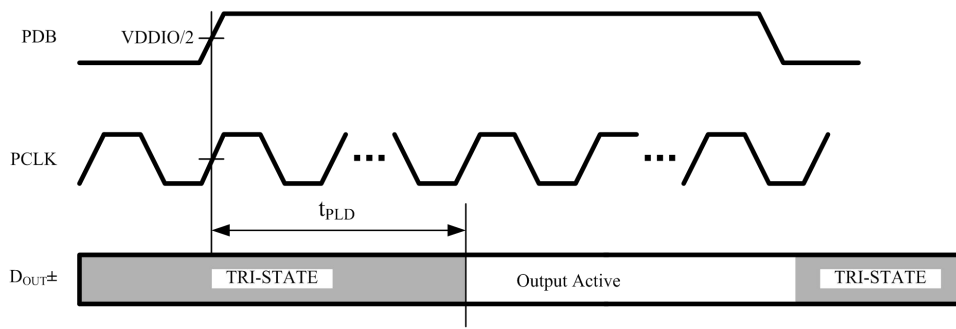 PDB
VDDIO/2
PCLK
tPLD
DOUT±
TRI-STATE
Output Active
TRI-STATE